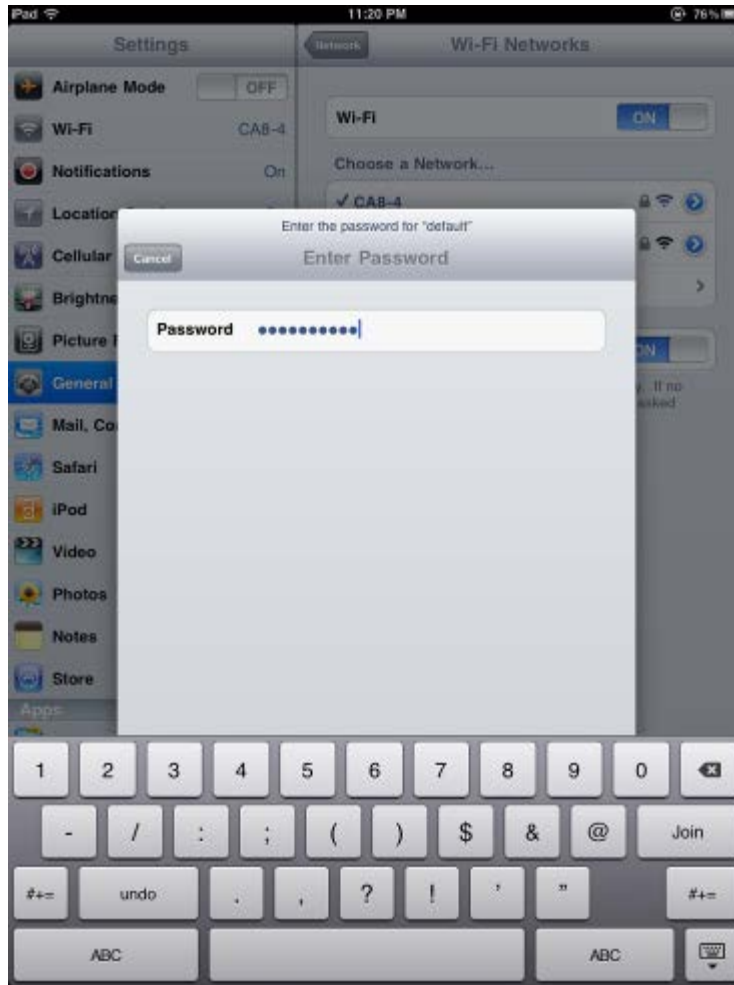 iPad 11:20 PM 76%
Settings
Network Wi-Fi Networks
Airplane Mode OFF
Wi-Fi CA8-4
Notifications On
Location
Cellular
Brightne
Picture F
General
Mail, Co
Safari
iPod
Video
Photos
Notes
Store
Apps
Wi-Fi ON
Choose a Network...
✓ CA8-4
ON
y. If no
asked
Enter the password for "default"
Cancel Enter Password
Password ●●●●●●●●●●
1 2 3 4 5 6 7 8 9 0
- / : ; ( ) $ & @ Join
#+= undo . , ? ! ' " #+=
ABC ABC